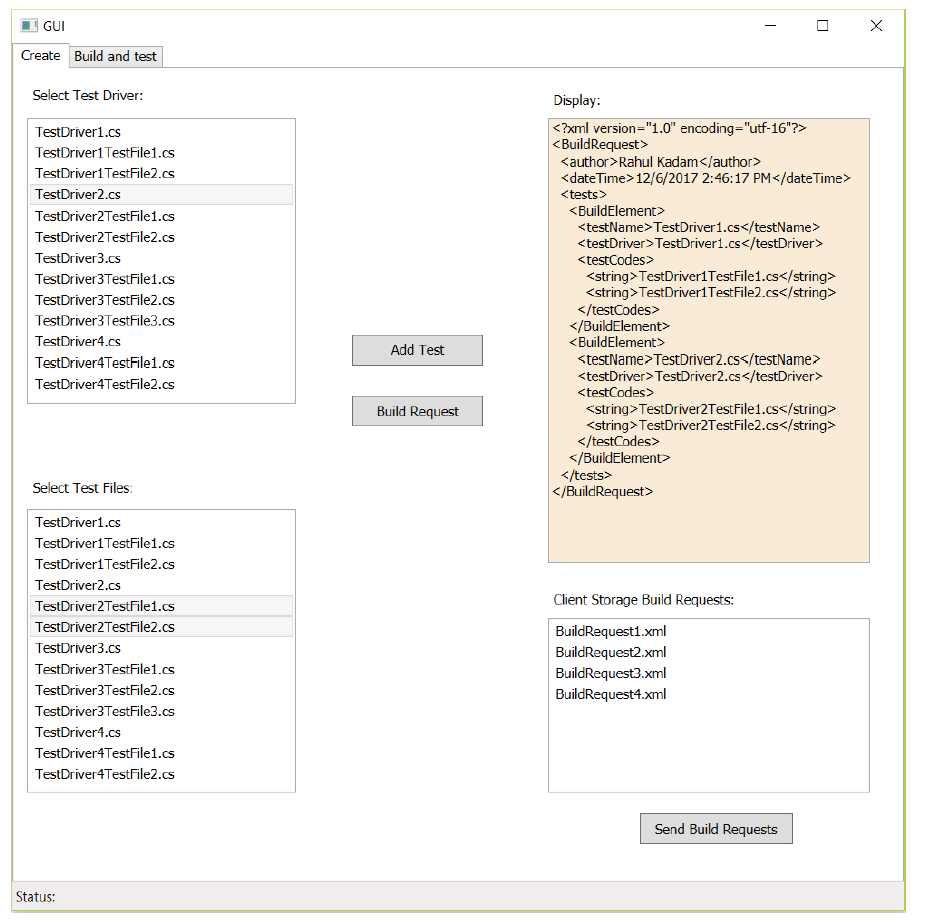 GUI
Create
Build and test
Select Test Driver:
TestDriver1.cs
TestDriver1TestFile1.cs
TestDriver1TestFile2.cs
TestDriver2.cs
TestDriver2TestFile1.cs
TestDriver2TestFile2.cs
TestDriver3.cs
TestDriver3TestFile1.cs
TestDriver3TestFile2.cs
TestDriver3TestFile3.cs
TestDriver4.cs
TestDriver4TestFile1.cs
TestDriver4TestFile2.cs
Add Test
Build Request
Select Test Files:
TestDriver1.cs
TestDriver1TestFile1.cs
TestDriver1TestFile2.cs
TestDriver2.cs
TestDriver2TestFile1.cs
TestDriver2TestFile2.cs
TestDriver3.cs
TestDriver3TestFile1.cs
TestDriver3TestFile2.cs
TestDriver3TestFile3.cs
TestDriver4.cs
TestDriver4TestFile1.cs
TestDriver4TestFile2.cs
Display:
<?xml version="1.0" encoding="utf-16"?>
<BuildRequest>
<author>Rahul Kadam</author>
<dateTime>12/6/2017 2:46:17 PM</dateTime>
<tests>
<BuildElement>
<testName>TestDriver1.cs</testName>
<testDriver>TestDriver1.cs</testDriver>
<testCodes>
<string>TestDriver1TestFile1.cs</string>
<string>TestDriver1TestFile2.cs</string>
</testCodes>
</BuildElement>
<BuildElement>
<testName>TestDriver2.cs</testName>
<testDriver>TestDriver2.cs</testDriver>
<testCodes>
<string>TestDriver2TestFile1.cs</string>
<string>TestDriver2TestFile2.cs</string>
</testCodes>
</BuildElement>
</tests>
</BuildRequest>
Client Storage Build Requests:
BuildRequest1.xml
BuildRequest2.xml
BuildRequest3.xml
BuildRequest4.xml
Send Build Requests
Status: